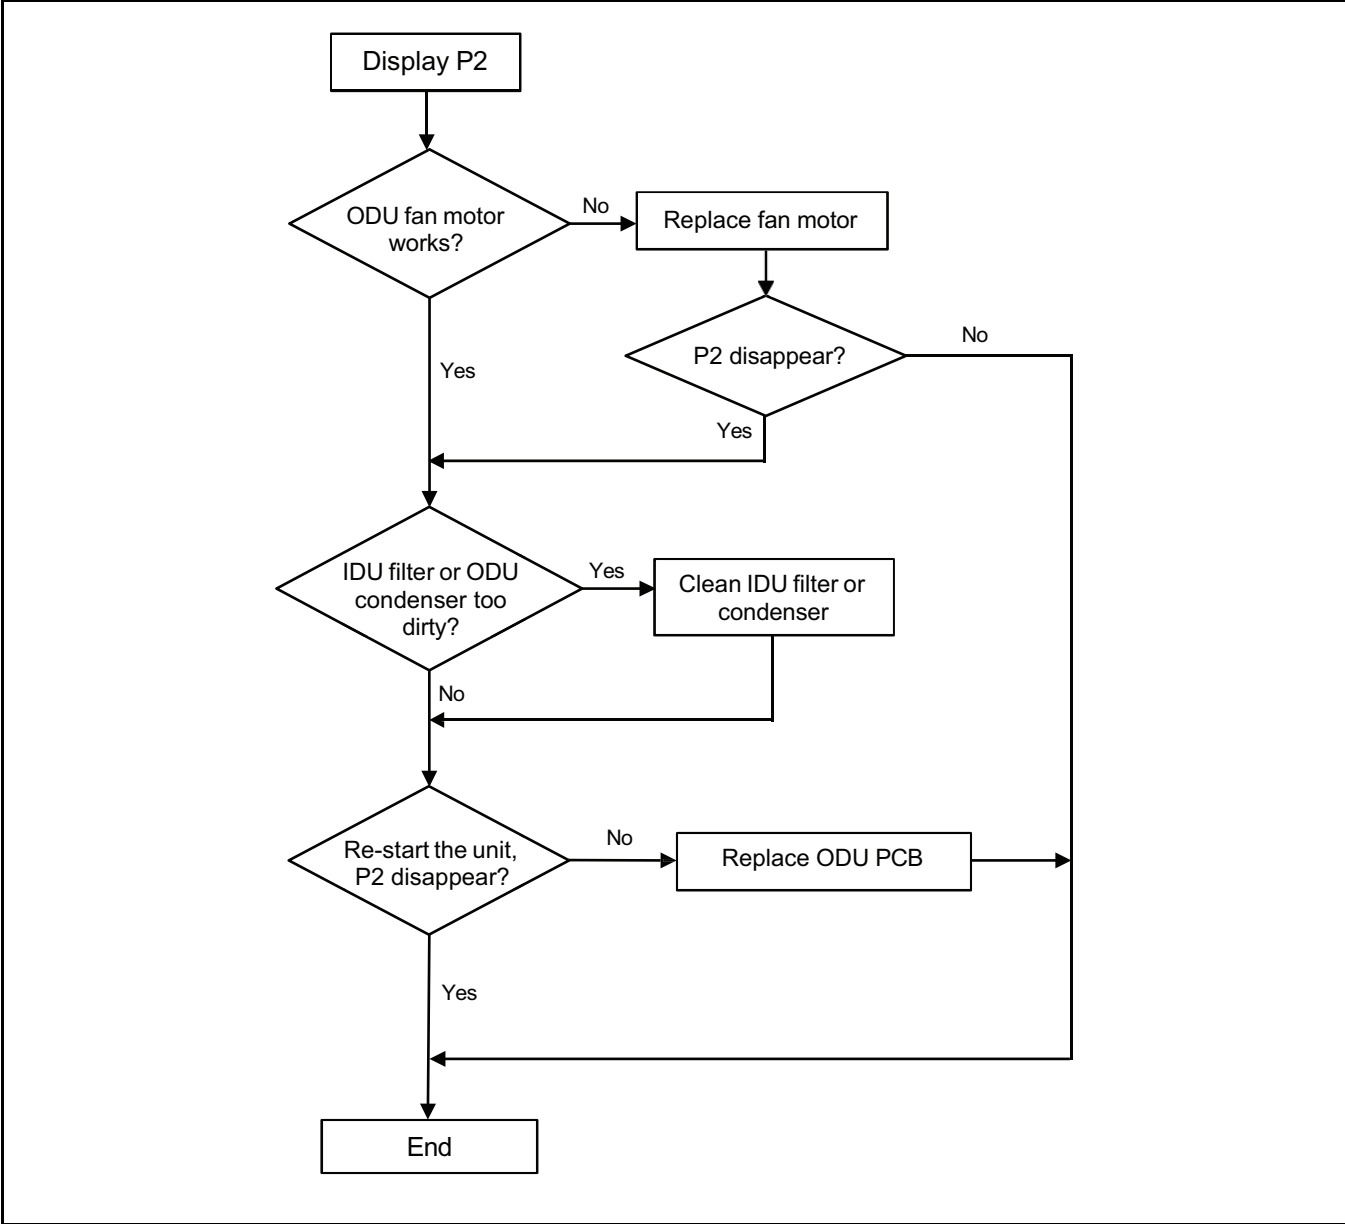 Display P2
ODU fan motor
works?
No
Replace fan motor
P2 disappear?
No
Yes
Yes
IDU filter or ODU
condenser too
dirty?
Yes
Clean IDU filter or
condenser
No
Re-start the unit,
P2 disappear?
No
Replace ODU PCB
Yes
End